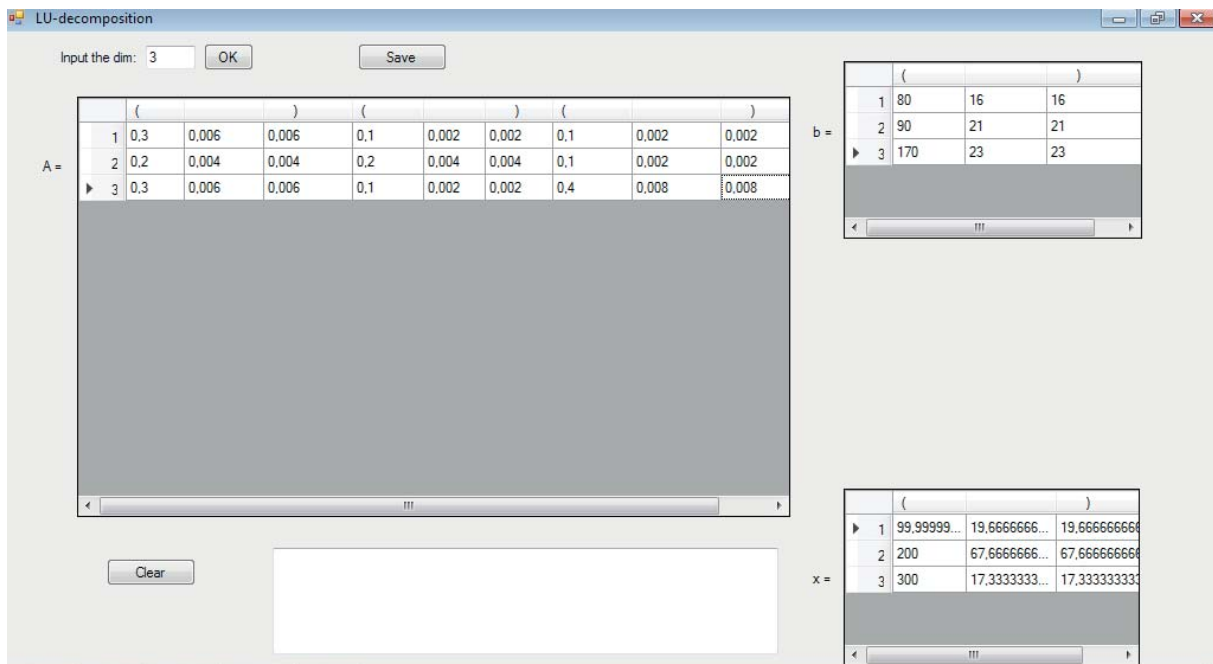 LU-decomposition
Input the dim: 3 OK Save
A =
( ) ( ) ( )
1 0,3 0,006 0,006 0,1 0,002 0,002 0,1 0,002 0,002
2 0,2 0,004 0,004 0,2 0,004 0,004 0,1 0,002 0,002
3 0,3 0,006 0,006 0,1 0,002 0,002 0,4 0,008 0,008
b =
( )
1 80 16 16
2 90 21 21
3 170 23 23
Clear
x =
( )
1 99,99999... 19,6666666... 19,666666666
2 200 67,6666666... 67,666666666
3 300 17,3333333... 17,333333333